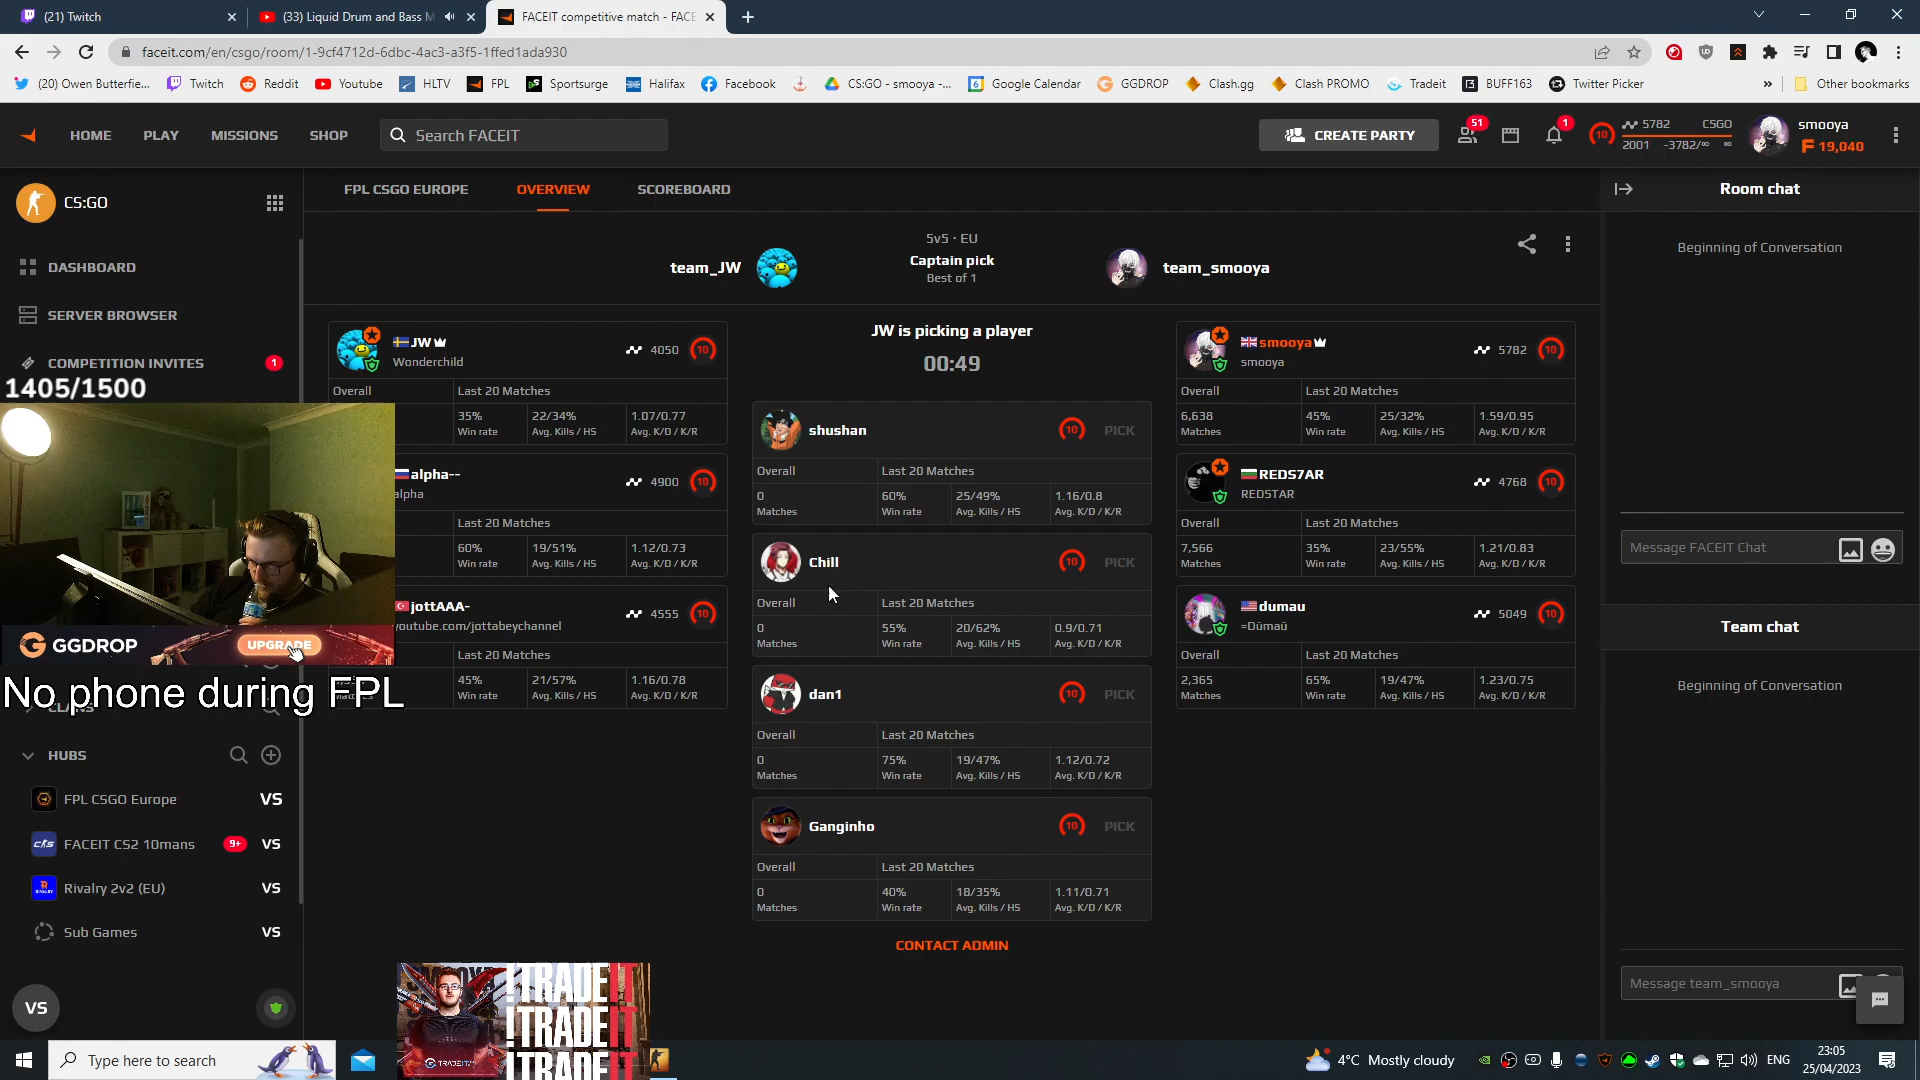 (21) Twitch
(33) Liquid Drum and Bass M
FACEIT competitive match - FACE
faceit.com/en/csgo/room/1-9cf4712d-6dbc-4ac3-a3f5-1ffed1ada930
(20) Owen Butterfie...
Twitch
Reddit
Youtube
HLTV
FPL
Sportsurge
Halifax
Facebook
CS:GO - smooya -...
Google Calendar
GGDROP
Clash.gg
Clash PROMO
Tradeit
BUFF163
Twitter Picker
»
Other bookmarks
HOME
PLAY
MISSIONS
SHOP
Search FACEIT
CREATE PARTY
51
1
10
5782 CSGO
2001 -3782/∞ ∞
smooya
19,040
CS:GO
DASHBOARD
SERVER BROWSER
COMPETITION INVITES
1
1405/1500
GGDROP
UPGRADE
No phone during FPL
CLANS
HUBS
FPL CSGO Europe VS
FACEIT CS2 10mans 9+ VS
Rivalry 2v2 (EU) VS
Sub Games VS
VS
FPL CSGO EUROPE
OVERVIEW
SCOREBOARD
team_JW
5v5 · EU
Captain pick
Best of 1
team_smooya
JW
Wonderchild
4050
10
Overall
Last 20 Matches
35%
Win rate
22/34%
Avg. Kills / HS
1.07/0.77
Avg. K/D / K/R
alpha--
alpha
4900
10
Last 20 Matches
60%
Win rate
19/51%
Avg. Kills / HS
1.12/0.73
Avg. K/D / K/R
jottAAA-
youtube.com/jottabeychannel
4555
10
Last 20 Matches
45%
Win rate
21/57%
Avg. Kills / HS
1.16/0.78
Avg. K/D / K/R
JW is picking a player
00:49
shushan
10
PICK
Overall
Last 20 Matches
0
Matches
60%
Win rate
25/49%
Avg. Kills / HS
1.16/0.8
Avg. K/D / K/R
Chill
10
PICK
Overall
Last 20 Matches
0
Matches
55%
Win rate
20/62%
Avg. Kills / HS
0.9/0.71
Avg. K/D / K/R
dan1
10
PICK
Overall
Last 20 Matches
0
Matches
75%
Win rate
19/47%
Avg. Kills / HS
1.12/0.72
Avg. K/D / K/R
Ganginho
10
PICK
Overall
Last 20 Matches
0
Matches
40%
Win rate
18/35%
Avg. Kills / HS
1.11/0.71
Avg. K/D / K/R
CONTACT ADMIN
smooya
smooya
5782
10
Overall
Last 20 Matches
6,638
Matches
45%
Win rate
25/32%
Avg. Kills / HS
1.59/0.95
Avg. K/D / K/R
REDS7AR
REDSTAR
4768
10
Overall
Last 20 Matches
7,566
Matches
35%
Win rate
23/55%
Avg. Kills / HS
1.21/0.83
Avg. K/D / K/R
dumau
=Dümaü
5049
10
Overall
Last 20 Matches
2,365
Matches
65%
Win rate
19/47%
Avg. Kills / HS
1.23/0.75
Avg. K/D / K/R
Room chat
Beginning of Conversation
Message FACEIT Chat
Team chat
Beginning of Conversation
Message team_smooya
!TRADEIT
!TRADEIT
!TRADEIT
TRADEIT
Type here to search
4°C Mostly cloudy
ENG
23:05
25/04/2023